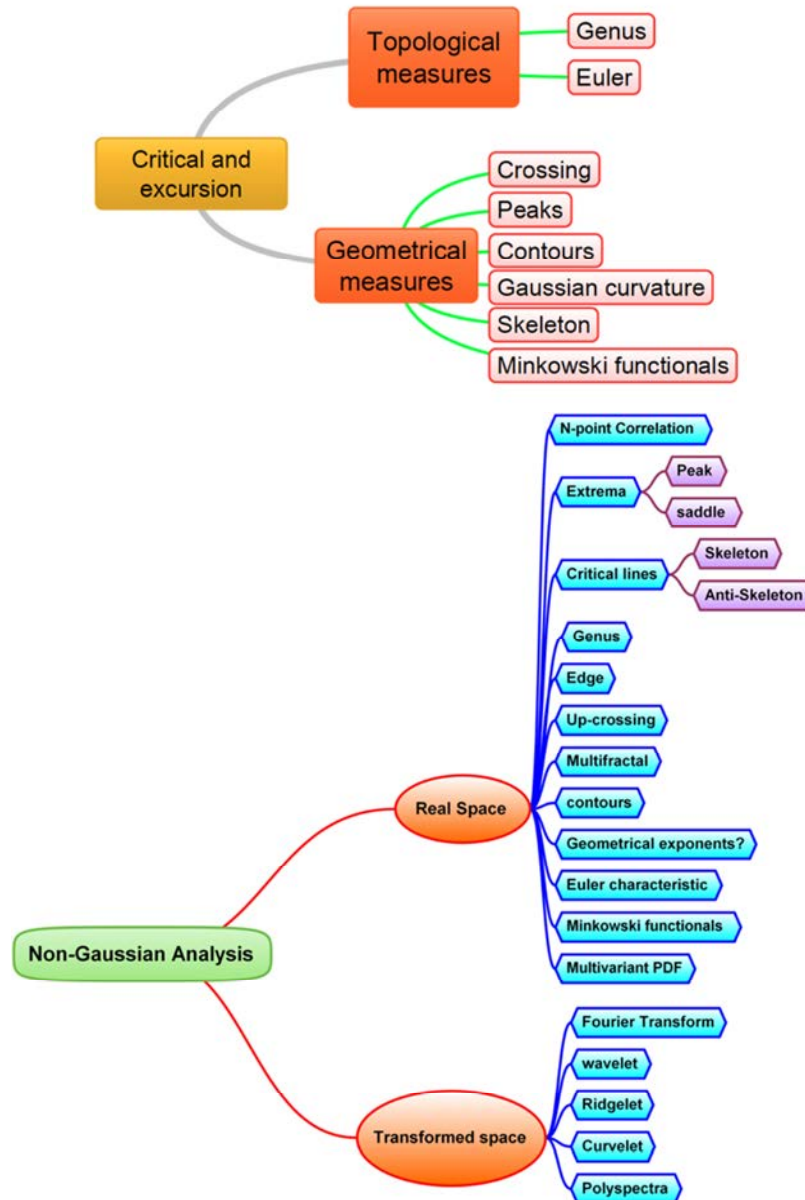 Topological
measures
Genus
Euler
Critical and
excursion
Geometrical
measures
Crossing
Peaks
Contours
Gaussian curvature
Skeleton
Minkowski functionals
N-point Correlation
Extrema
Peak
saddle
Critical lines
Skeleton
Anti-Skeleton
Genus
Edge
Up-crossing
Multifractal
contours
Geometrical exponents?
Euler characteristic
Minkowski functionals
Multivariant PDF
Real Space
Non-Gaussian Analysis
Transformed space
Fourier Transform
wavelet
Ridgelet
Curvelet
Polyspectra